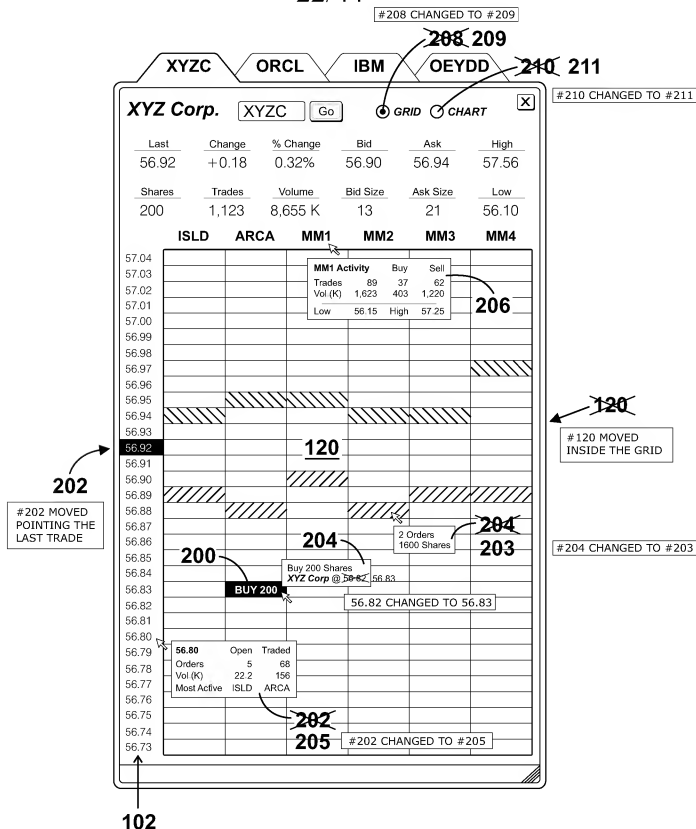 #208 CHANGED TO #209
208 209
XYZC ORCL IBM OEYDD 210 211
#210 CHANGED TO #211
XYZ Corp. XYZC Go GRID CHART X
Last Change % Change Bid Ask High
56.92 +0.18 0.32% 56.90 56.94 57.56
Shares Trades Volume Bid Size Ask Size Low
200 1,123 8,655 K 13 21 56.10
ISLD ARCA MM1 MM2 MM3 MM4
57.04
57.03
57.02
57.01
57.00
56.99
56.98
56.97
56.96
56.95
56.94
56.93
56.92
56.91
56.90
56.89
56.88
56.87
56.86
56.85
56.84
56.83
56.82
56.81
56.80
56.79
56.78
56.77
56.76
56.75
56.74
56.73
MM1 Activity Buy Sell
Trades 89 37 62
Vol.(K) 1,623 403 1,220
Low 56.15 High 57.25
206
120
#120 MOVED
INSIDE THE GRID
120
202
#202 MOVED
POINTING THE
LAST TRADE
2 Orders
1600 Shares
204
203
#204 CHANGED TO #203
200
204
Buy 200 Shares
XYZ Corp @ 56.82 56.83
BUY 200
56.82 CHANGED TO 56.83
56.80 Open Traded
Orders 5 68
Vol.(K) 22.2 156
Most Active ISLD ARCA
202
205
#202 CHANGED TO #205
102